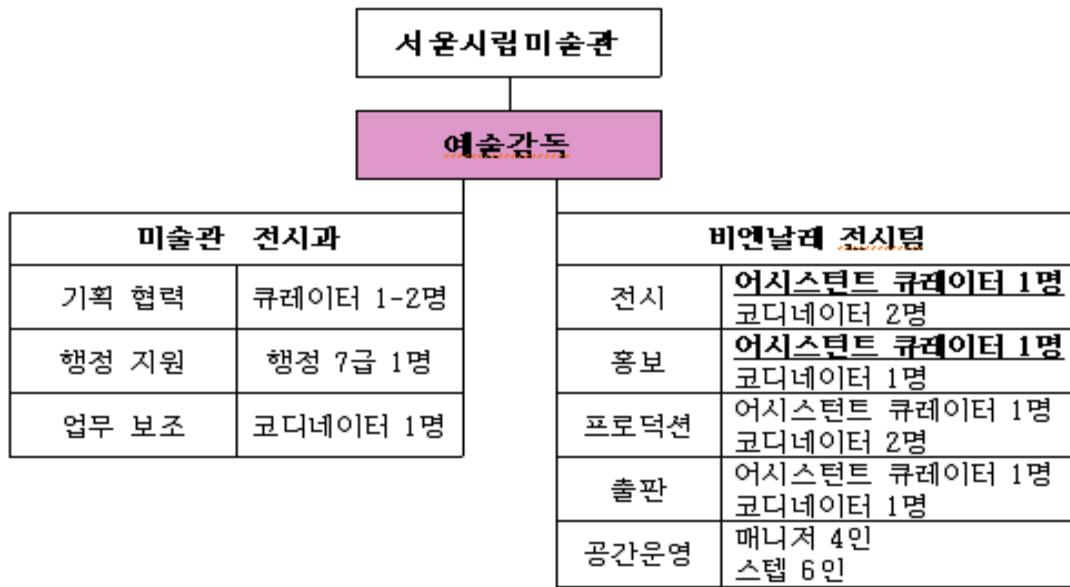 서울시립미술관
예술감독
미술관 전시과
기획 협력 큐레이터 1-2명
행정 지원 행정 7급 1명
업무 보조 코디네이터 1명
비엔날레 전시팀
전시 어시스턴트 큐레이터 1명
코디네이터 2명
홍보 어시스턴트 큐레이터 1명
코디네이터 1명
프로덕션 어시스턴트 큐레이터 1명
코디네이터 2명
출판 어시스턴트 큐레이터 1명
코디네이터 1명
공간운영 매니저 4인
스텝 6인